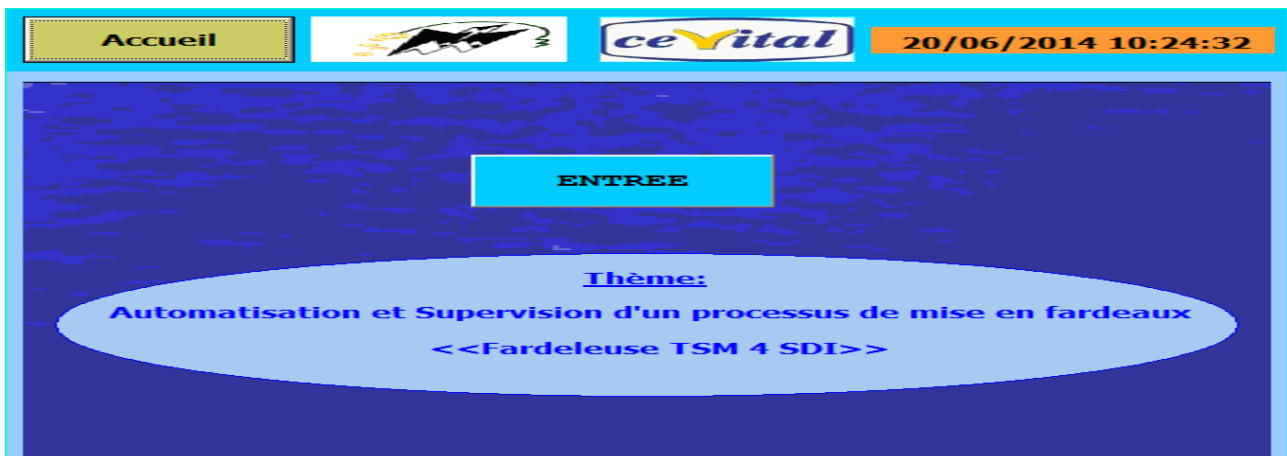 Accueil
ceVital
20/06/2014 10:24:32
ENTREE
Thème:
Automatisation et Supervision d'un processus de mise en fardeaux
<<Fardeleuse TSM 4 SDI>>